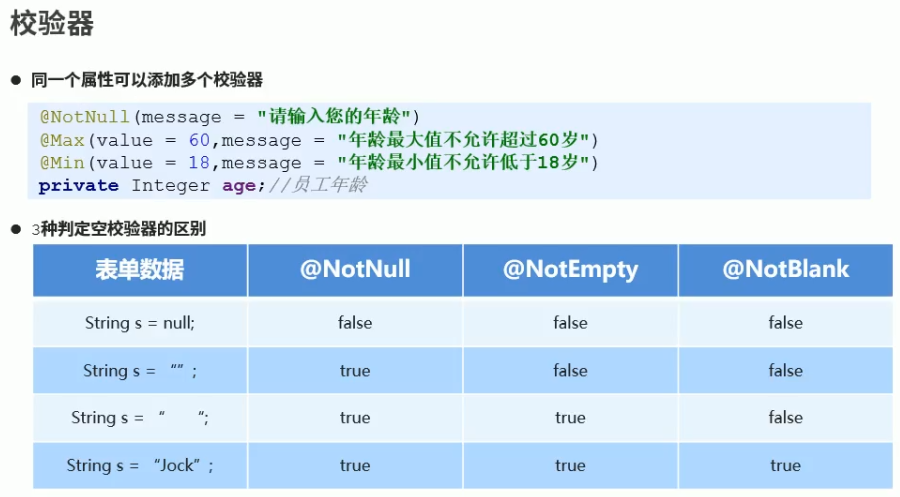 校验器
● 同一个属性可以添加多个校验器
@NotNull(message = "请输入您的年龄")
@Max(value = 60,message = "年龄最大值不允许超过60岁")
@Min(value = 18,message = "年龄最小值不允许低于18岁")
private Integer age;//员工年龄
● 3种判定空校验器的区别
表单数据 @NotNull @NotEmpty @NotBlank
String s = null; false false false
String s = “” ; true false false
String s = “ “; true true false
String s = “Jock” ; true true true